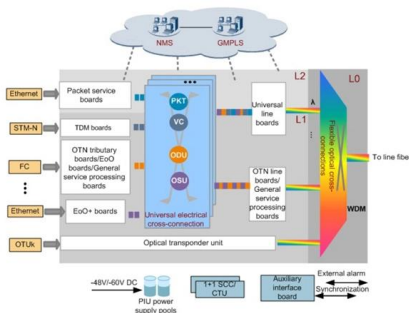 NMS
GMPLS
L2
L0
Ethernet
Packet service
boards
PKT
Universal
line
boards
L1
STM-N
TDM boards
VC
FC
OTN tributary
boards/EoO
boards/General
service processing
boards
ODU
OSU
Flexible optical cross-
connections
To line fibe
OTN line
boards/
General
service
processing
boards
Ethernet
EoO+ boards
Universal electrical
cross-connection
WDM
OTUk
Optical transponder unit
-48V/-60V DC
PIU power
supply pools
1+1 SCC/
CTU
Auxiliary
interface
board
External alarm
Synchronization